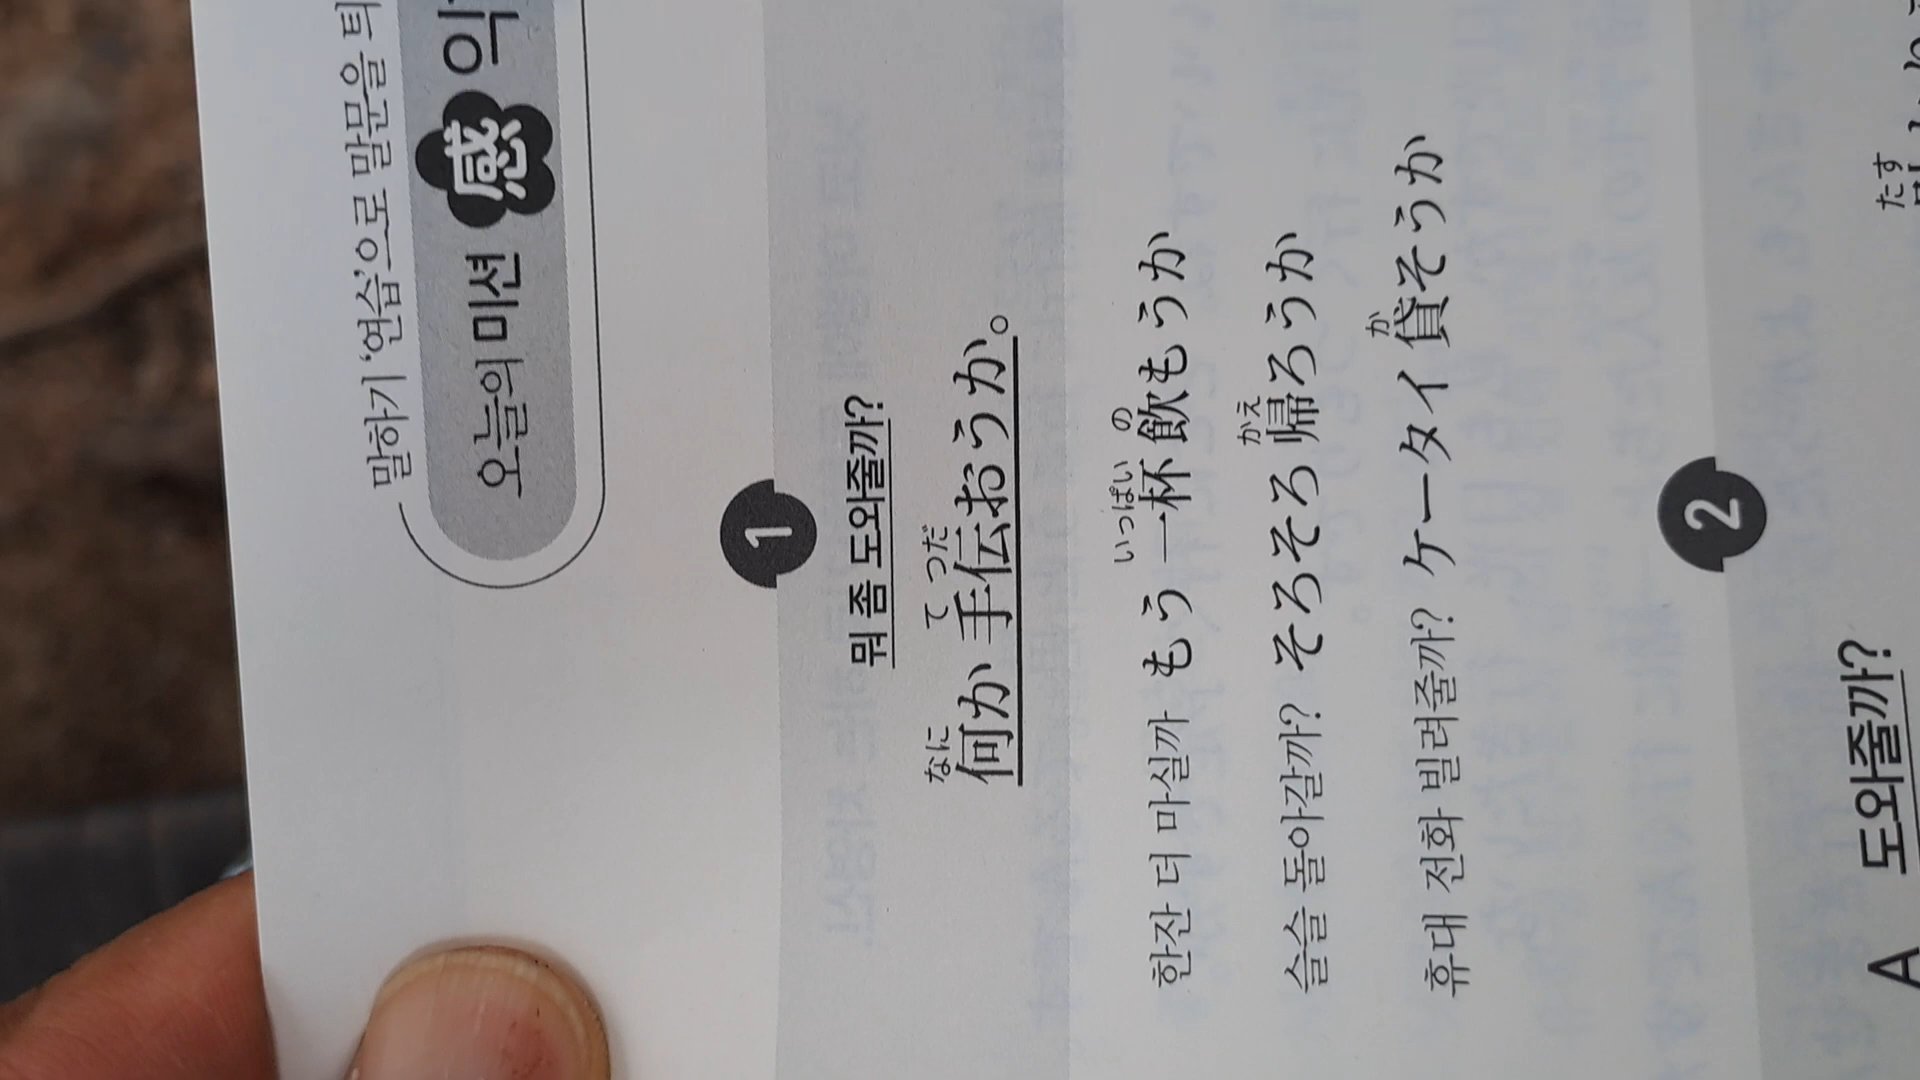 말하기 ‘연습’으로 말문을
오늘의 미션 感
1
뭐 좀 도와줄까?
なに て つだ
何か 手伝おうか。
いっぱい の
한잔 더 마실까 もう 一杯 飲もうか
かえ
슬슬 돌아갈까? そろそろ 帰ろうか
か
휴대 전화 빌려줄까? ケータイ 貸そうか
2
A 도와줄까?
たす